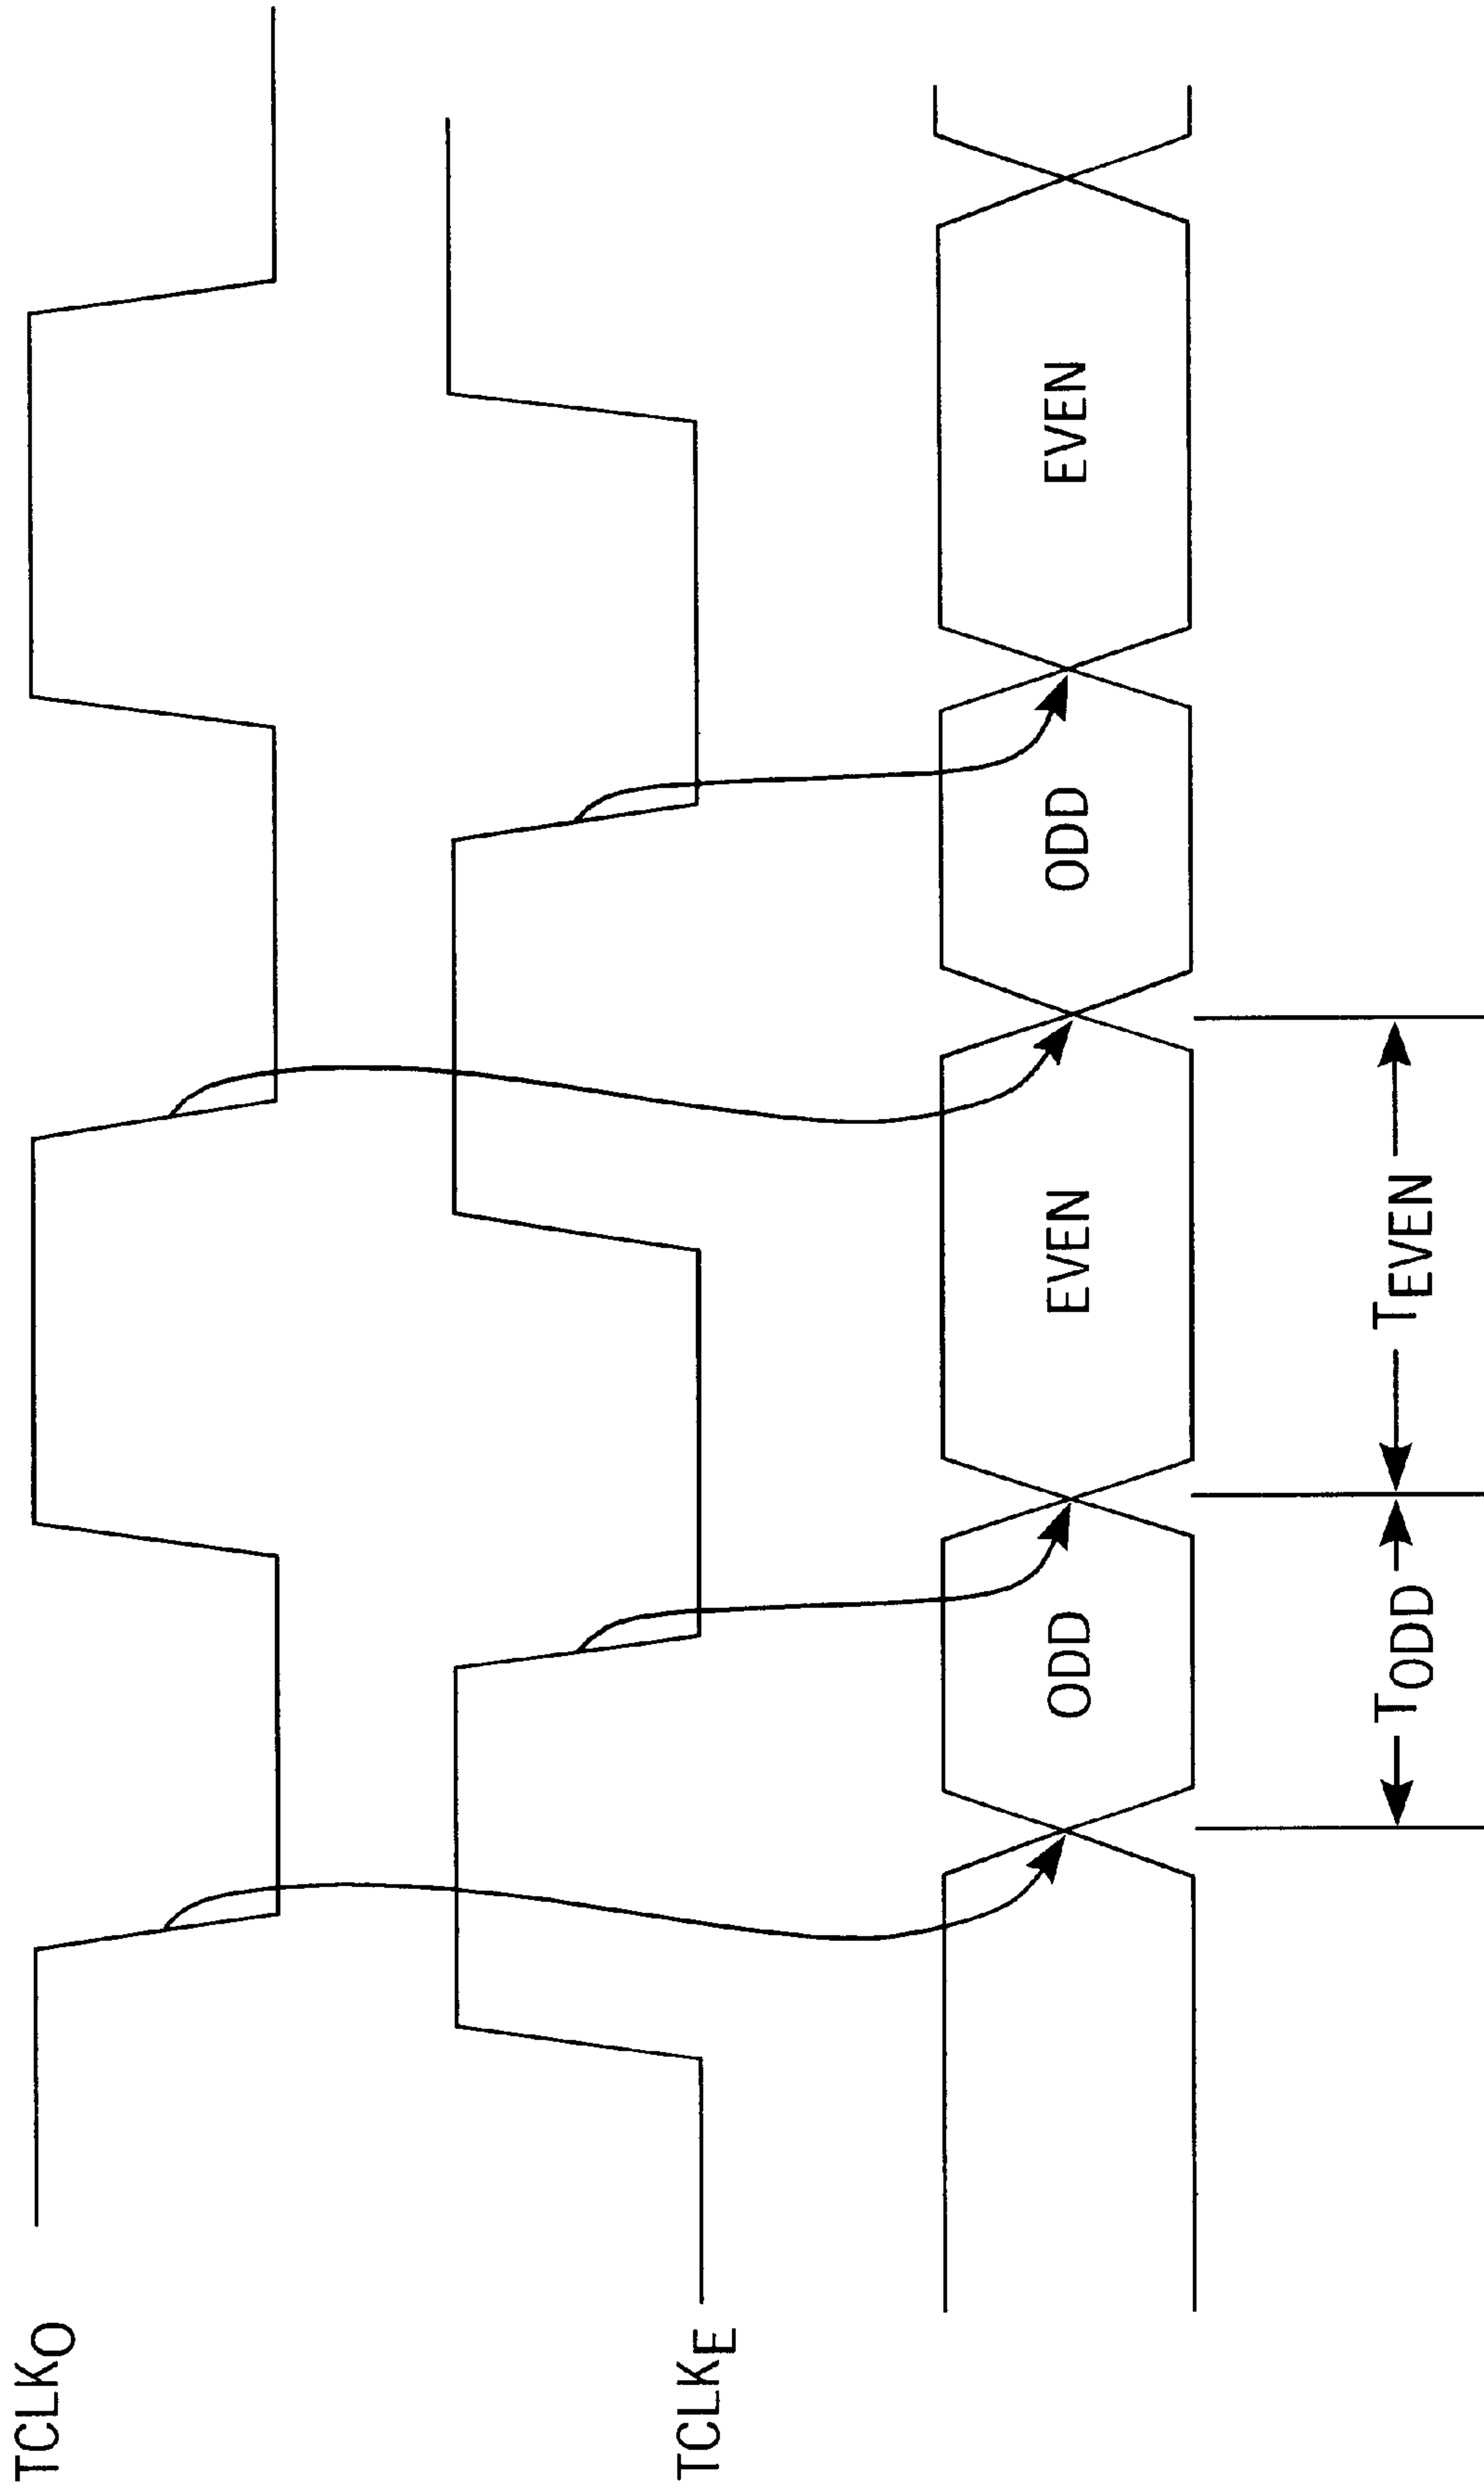 TCLKO
TCLKE
ODD
EVEN
ODD
EVEN
TODD
TEVEN